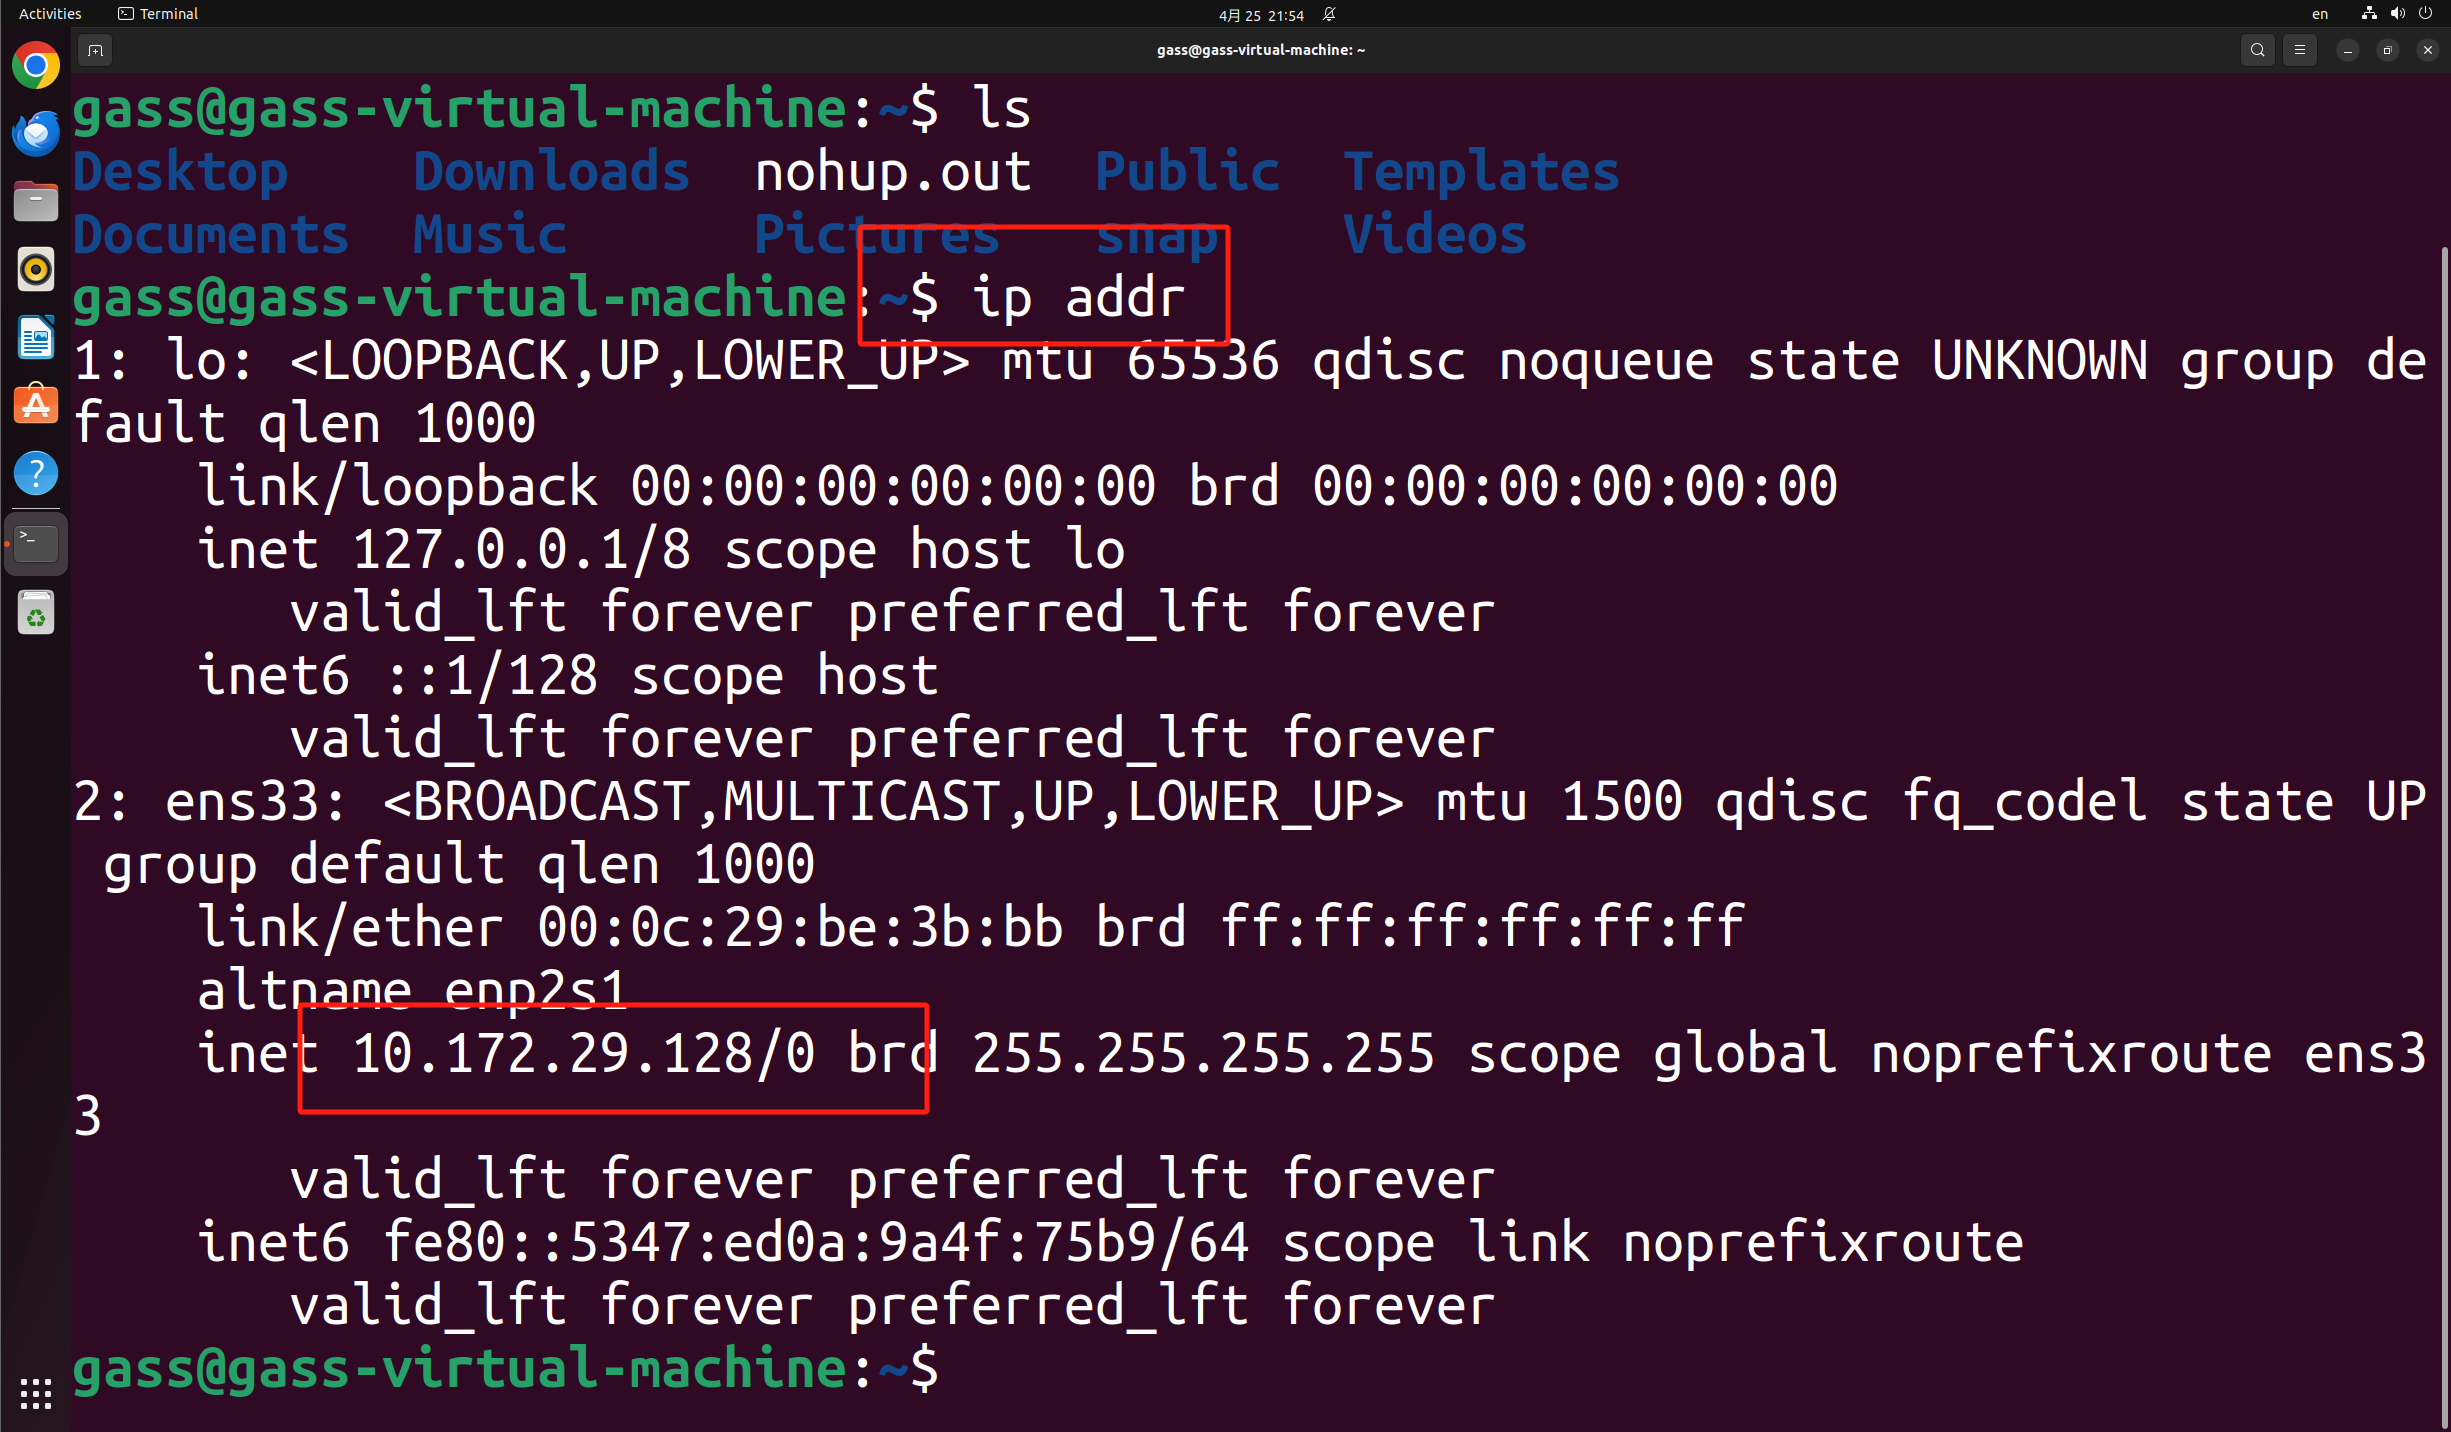 Activities Terminal 4月 25 21:54 en
gass@gass-virtual-machine: ~
gass@gass-virtual-machine:~$ ls
Desktop Downloads nohup.out Public Templates
Documents Music Pictures snap Videos
gass@gass-virtual-machine:~$ ip addr
1: lo: <LOOPBACK,UP,LOWER_UP> mtu 65536 qdisc noqueue state UNKNOWN group de
fault qlen 1000
link/loopback 00:00:00:00:00:00 brd 00:00:00:00:00:00
inet 127.0.0.1/8 scope host lo
valid_lft forever preferred_lft forever
inet6 ::1/128 scope host
valid_lft forever preferred_lft forever
2: ens33: <BROADCAST,MULTICAST,UP,LOWER_UP> mtu 1500 qdisc fq_codel state UP
group default qlen 1000
link/ether 00:0c:29:be:3b:bb brd ff:ff:ff:ff:ff:ff
altname enp2s1
inet 10.172.29.128/0 brd 255.255.255.255 scope global noprefixroute ens3
3
valid_lft forever preferred_lft forever
inet6 fe80::5347:ed0a:9a4f:75b9/64 scope link noprefixroute
valid_lft forever preferred_lft forever
gass@gass-virtual-machine:~$